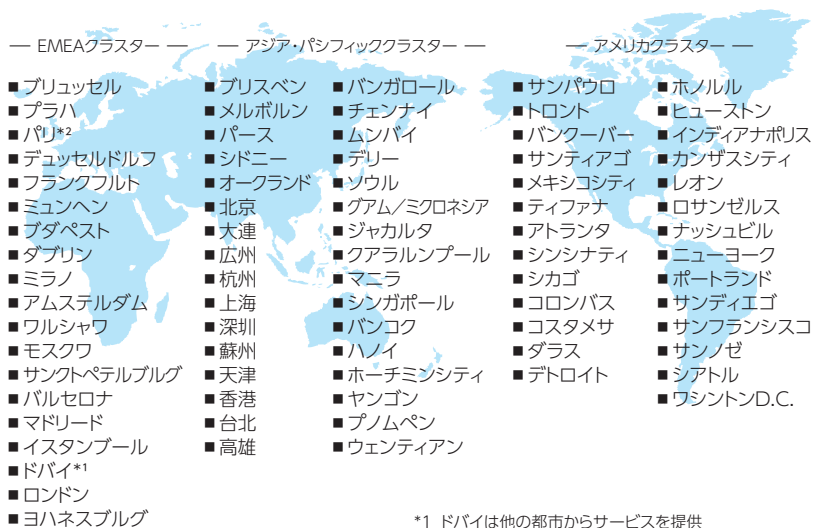 ― EMEAクラスター ―
■ブリュッセル
■プラハ
■パリ*2
■デュッセルドルフ
■フランクフルト
■ミュンヘン
■ブダペスト
■ダブリン
■ミラノ
■アムステルダム
■ワルシャワ
■モスクワ
■サンクトペテルブルグ
■バルセロナ
■マドリード
■イスタンブール
■ドバイ*1
■ロンドン
■ヨハネスブルグ
― アジア・パシフィッククラスター ―
■ブリスベン
■メルボルン
■パース
■シドニー
■オークランド
■北京
■大連
■広州
■杭州
■上海
■深圳
■蘇州
■天津
■香港
■台北
■高雄
■バンガロール
■チェンナイ
■ムンバイ
■デリー
■ソウル
■グアム／ミクロネシア
■ジャカルタ
■クアラルンプール
■マニラ
■シンガポール
■バンコク
■ハノイ
■ホーチミンシティ
■ヤンゴン
■プノムペン
■ウェンティアン
― アメリカクラスター ―
■サンパウロ
■トロント
■バンクーバー
■サンティアゴ
■メキシコシティ
■ティファナ
■アトランタ
■シンシナティ
■シカゴ
■コロンバス
■コスタメサ
■ダラス
■デトロイト
■ホノルル
■ヒューストン
■インディアナポリス
■カンザスシティ
■レオン
■ロサンゼルス
■ナッシュビル
■ニューヨーク
■ポートランド
■サンディエゴ
■サンフランシスコ
■サンノゼ
■シアトル
■ワシントンD.C.
*1 ドバイは他の都市からサービスを提供